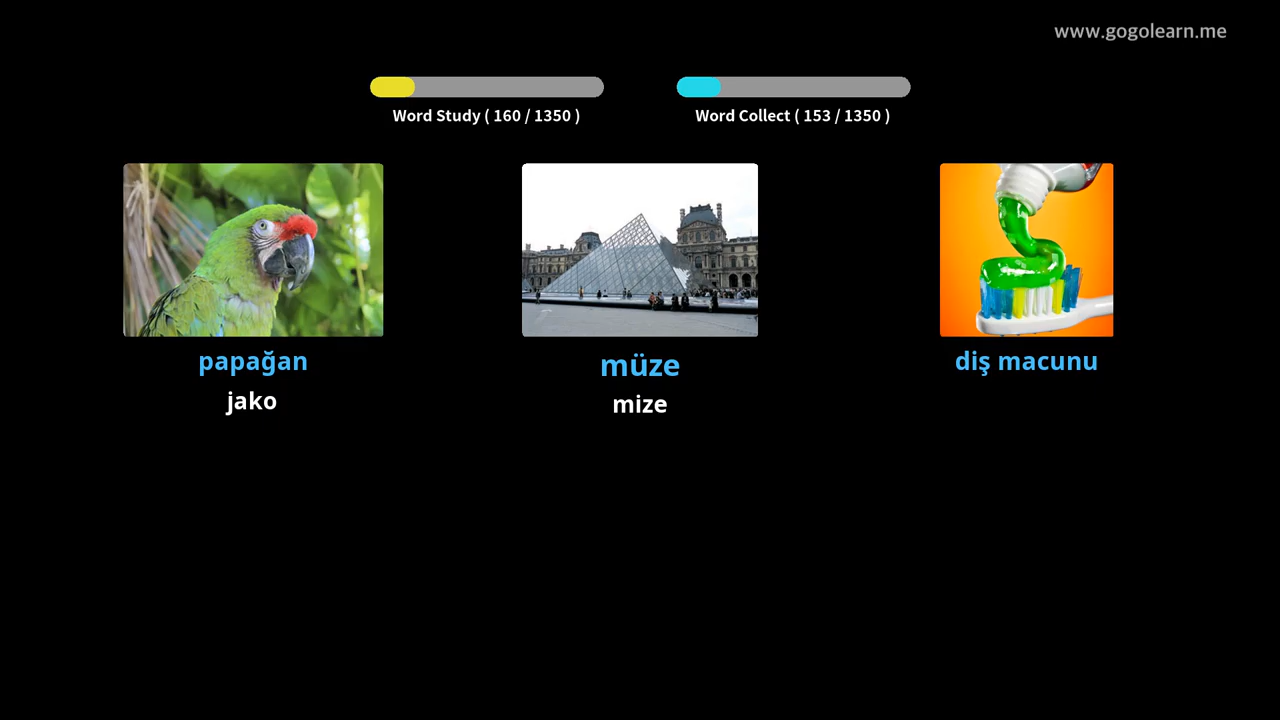 www.gogolearn.me
Word Study ( 160 / 1350 )
Word Collect ( 153 / 1350 )
papağan
jako
müze
mize
diş macunu